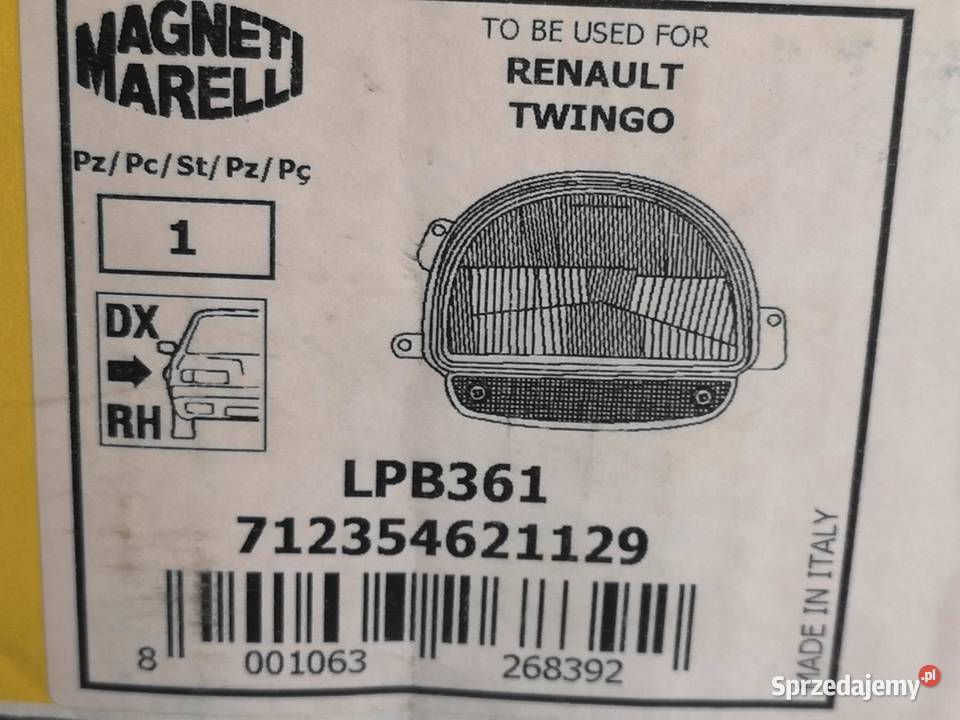 MAGNETI
MARELLI
TO BE USED FOR
RENAULT
TWINGO
Pz/Pc/St/Pz/Pç
1
DX
RH
LPB361
712354621129
8 001063 268392
MADE IN ITALY
Sprzedajemy.pl